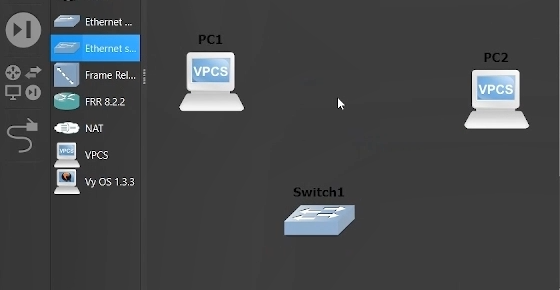 Ethernet ...
Ethernet s...
Frame Rel...
FRR 8.2.2
NAT
VPCS
VPCS
Vy OS 1.3.3
PC1
VPCS
PC2
VPCS
Switch1